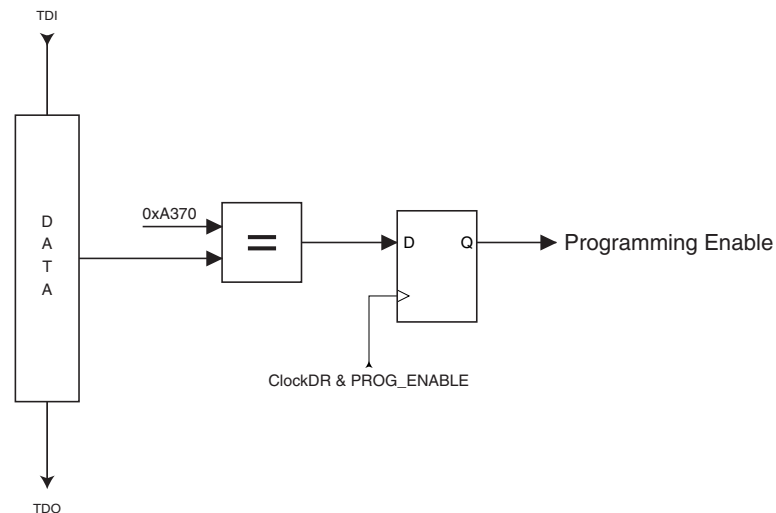 TDI
D
A
T
A
0xA370
=
D Q
Programming Enable
ClockDR & PROG_ENABLE
TDO